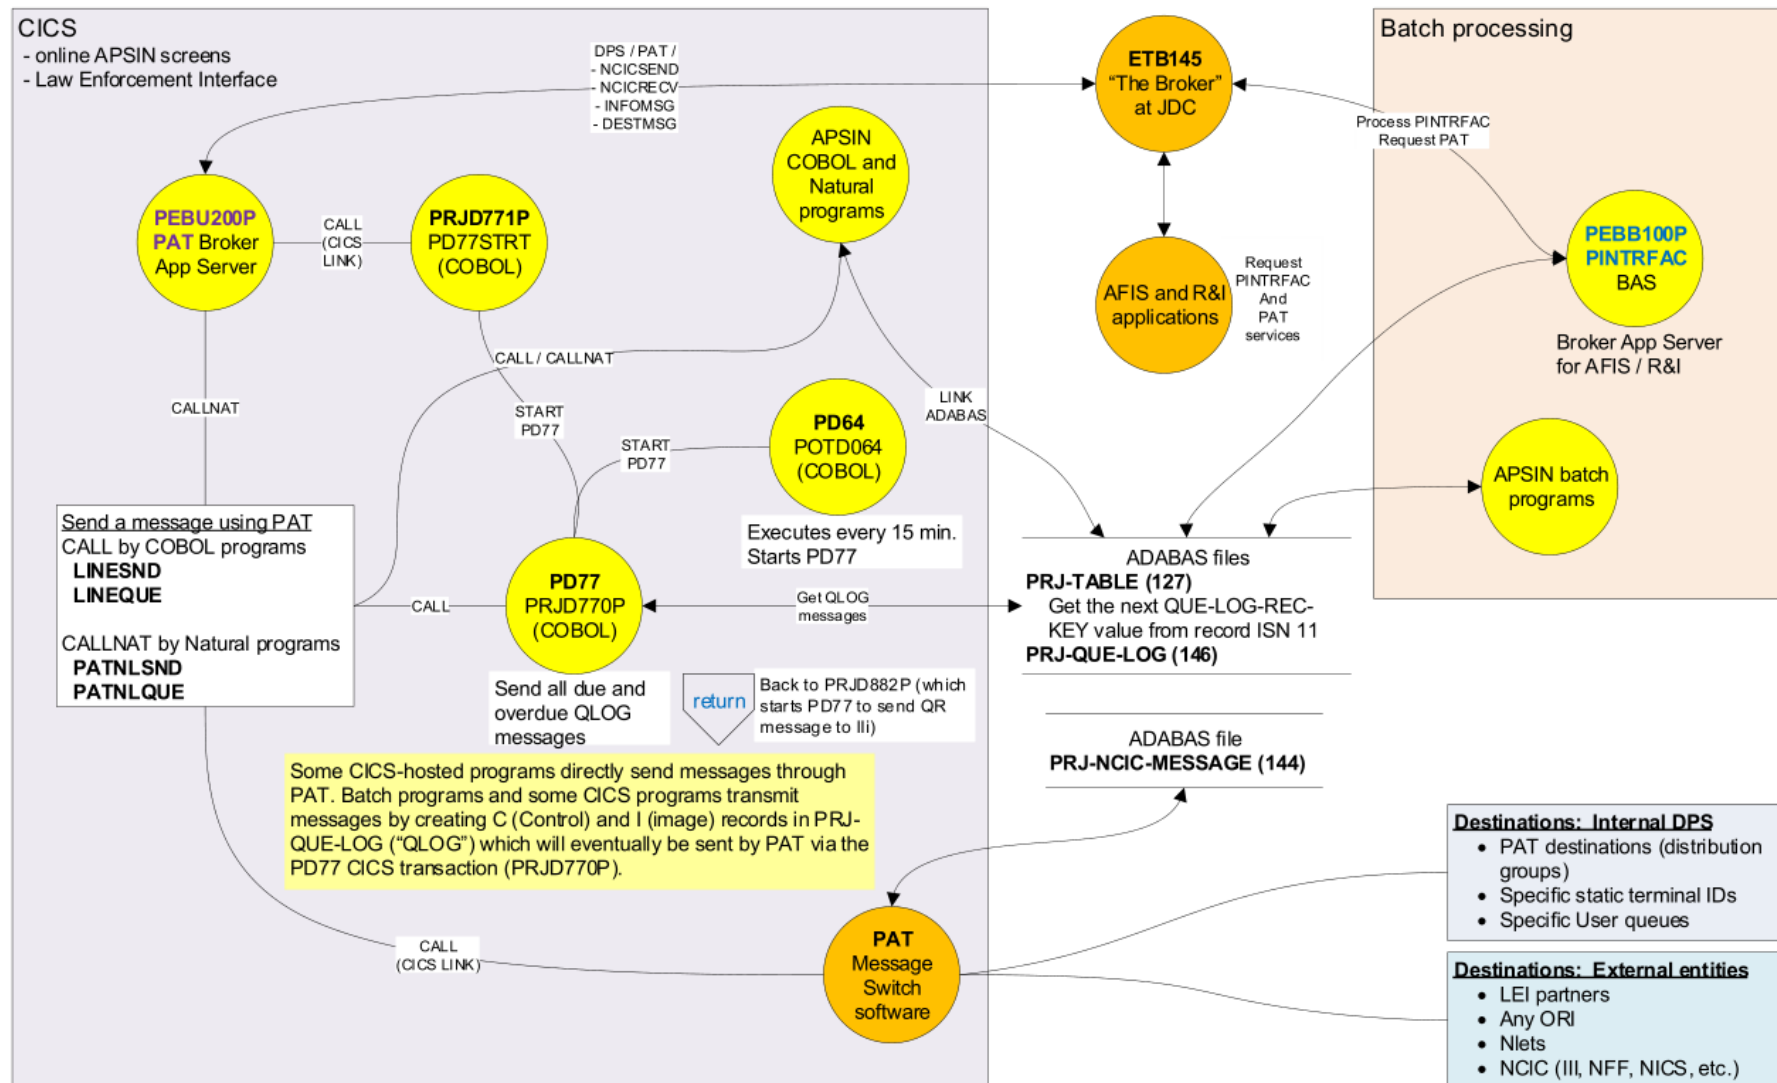 CICS
- online APSIN screens
- Law Enforcement Interface
DPS / PAT /
- NCICSEND
- NCICRECV
- INFOMSG
- DESTMSG
ETB145
“The Broker”
at JDC
Batch processing
Process PINTRFAC
Request PAT
APSIN
COBOL and
Natural
programs
PEBU200P
PAT Broker
App Server
CALL
(CICS
LINK)
PRJD771P
PD77STRT
(COBOL)
PEBB100P
PINTRFAC
BAS
Broker App Server
for AFIS / R&I
AFIS and R&I
applications
Request
PINTRFAC
And
PAT
services
CALL / CALLNAT
CALLNAT
START
PD77
START
PD77
PD64
POTD064
(COBOL)
Executes every 15 min.
Starts PD77
LINK
ADABAS
APSIN batch
programs
Send a message using PAT
CALL by COBOL programs
LINESND
LINEQUE
CALLNAT by Natural programs
PATNLSND
PATNLQUE
CALL
PD77
PRJD770P
(COBOL)
Send all due and
overdue QLOG
messages
Get QLOG
messages
ADABAS files
PRJ-TABLE (127)
Get the next QUE-LOG-REC-
KEY value from record ISN 11
PRJ-QUE-LOG (146)
return
Back to PRJD882P (which
starts PD77 to send QR
message to IIi)
ADABAS file
PRJ-NCIC-MESSAGE (144)
Some CICS-hosted programs directly send messages through
PAT. Batch programs and some CICS programs transmit
messages by creating C (Control) and I (image) records in PRJ-
QUE-LOG (“QLOG”) which will eventually be sent by PAT via the
PD77 CICS transaction (PRJD770P).
CALL
(CICS LINK)
PAT
Message
Switch
software
Destinations: Internal DPS
• PAT destinations (distribution
groups)
• Specific static terminal IDs
• Specific User queues
Destinations: External entities
• LEI partners
• Any ORI
• Nlets
• NCIC (III, NFF, NICS, etc.)